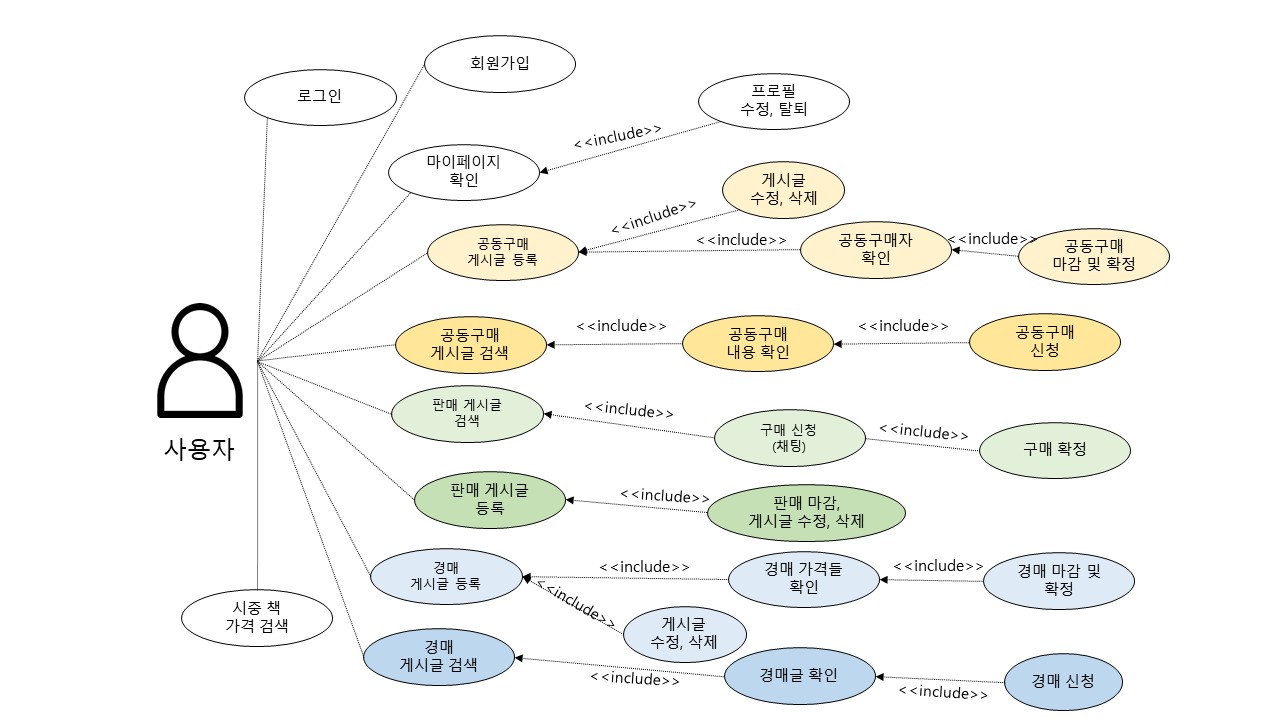 회원가입
로그인
프로필
수정, 탈퇴
<<include>>
마이페이지
확인
게시글
수정, 삭제
<<include>>
공동구매
게시글 등록
<<include>>
공동구매자
확인
<<include>>
공동구매
마감 및 확정
공동구매
게시글 검색
<<include>>
공동구매
내용 확인
<<include>>
공동구매
신청
사용자
판매 게시글
검색
<<include>>
구매 신청
(채팅)
<<include>>
구매 확정
판매 게시글
등록
<<include>>
판매 마감,
게시글 수정, 삭제
경매
게시글 등록
<<include>>
경매 가격들
확인
<<include>>
경매 마감 및
확정
<<include>>
게시글
수정, 삭제
시중 책
가격 검색
경매
게시글 검색
<<include>>
경매글 확인
<<include>>
경매 신청